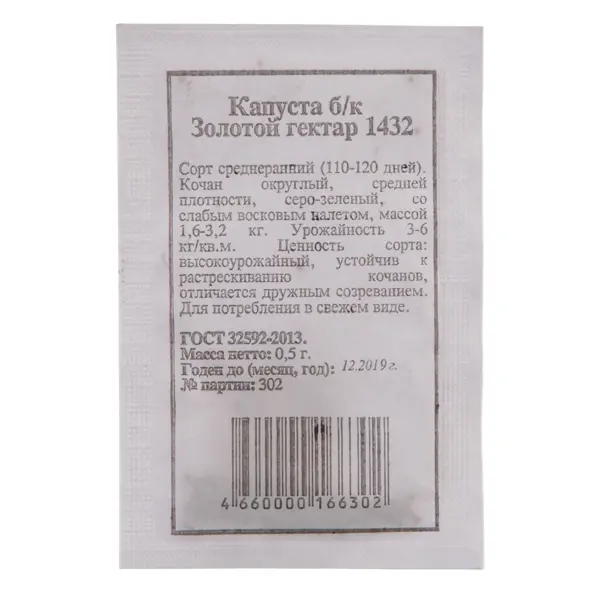 Капуста б/к
Золотой гектар 1432
Сорт среднеранний (110-120 дней).
Кочан округлый, средней
плотности, серо-зеленый, со
слабым восковым налетом, массой
1,6-3,2 кг. Урожайность 3-6
кг/кв.м. Ценность сорта:
высокоурожайный, устойчив к
растрескиванию кочанов,
отличается дружным созреванием.
Для потребления в свежем виде.
ГОСТ 32592-2013.
Масса нетто: 0,5 г.
Годен до (месяц, год): 12.2019 г.
№ партии: 302
4 660000 166302